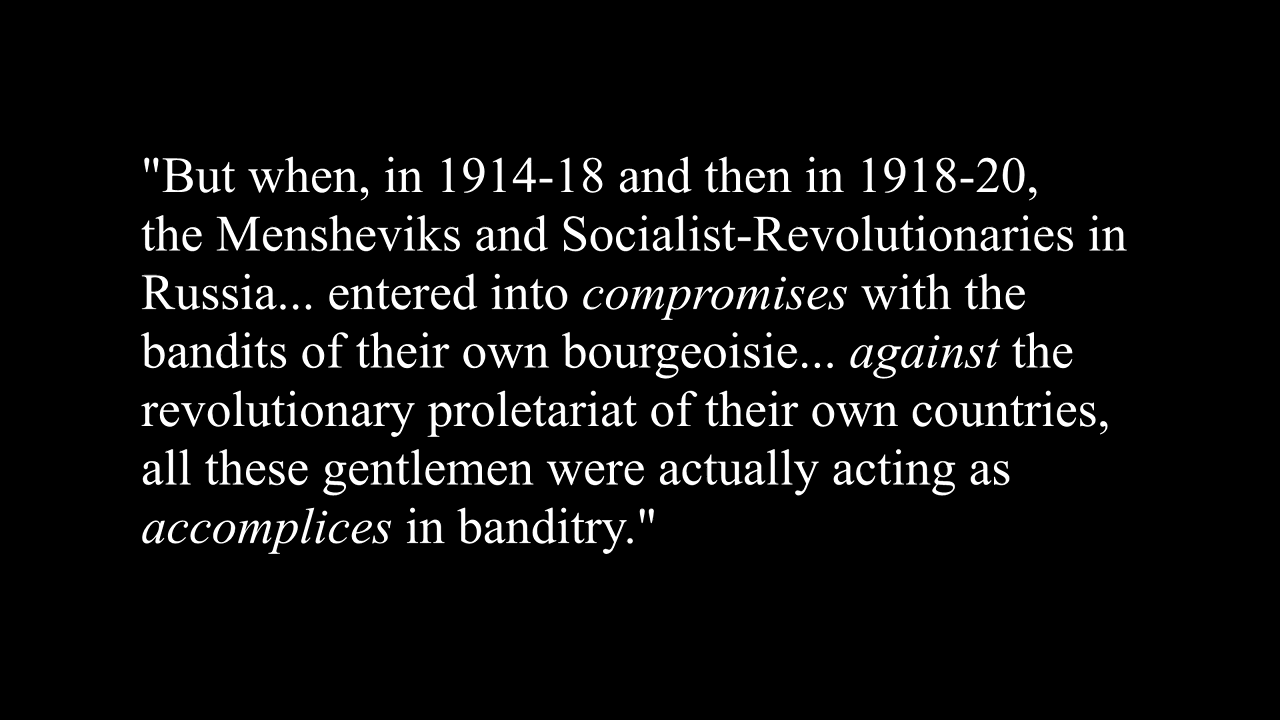 "But when, in 1914-18 and then in 1918-20,
the Mensheviks and Socialist-Revolutionaries in
Russia... entered into compromises with the
bandits of their own bourgeoisie... against the
revolutionary proletariat of their own countries,
all these gentlemen were actually acting as
accomplices in banditry."